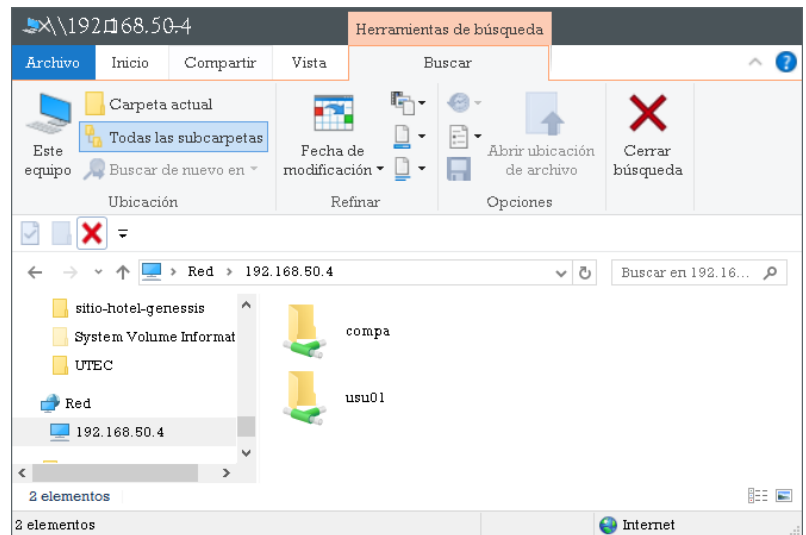 \\192.168.50.4
Herramientas de búsqueda
Archivo Inicio Compartir Vista Buscar
Este equipo
Carpeta actual
Todas las subcarpetas
Buscar de nuevo en
Ubicación
Fecha de modificación
Refinar
Abrir ubicación de archivo
Opciones
Cerrar búsqueda
Red > 192.168.50.4
Buscar en 192.16...
sitio-hotel-genessis
System Volume Informat
UTEC
Red
192.168.50.4
compa
usu01
2 elementos
2 elementos
Internet